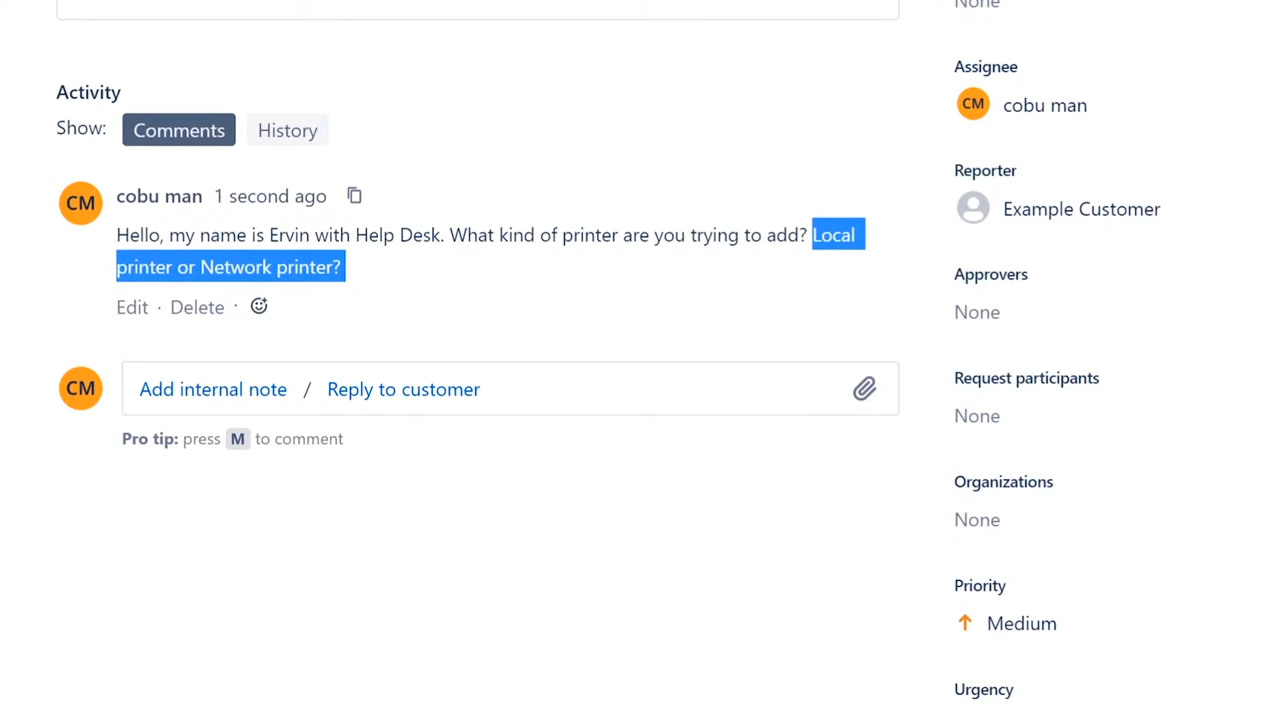 None
Activity
Assignee
CM cobu man
Show: Comments History
Reporter
Example Customer
CM cobu man 1 second ago
Hello, my name is Ervin with Help Desk. What kind of printer are you trying to add? Local
printer or Network printer?
Edit · Delete ·
Approvers
None
CM Add internal note / Reply to customer
Pro tip: press M to comment
Request participants
None
Organizations
None
Priority
Medium
Urgency